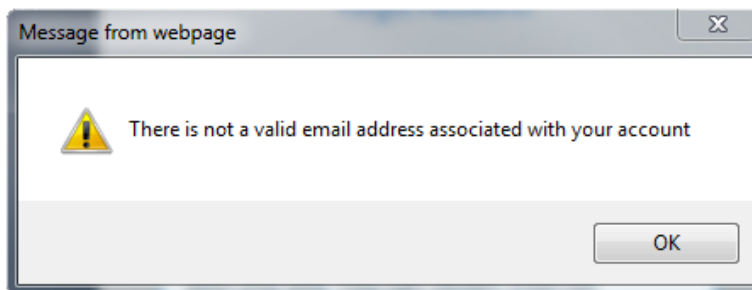 Message from webpage
There is not a valid email address associated with your account
OK